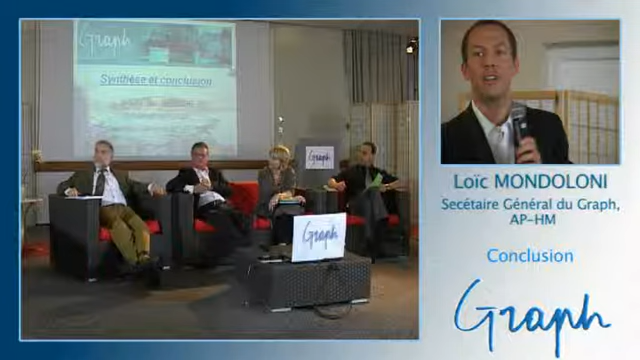 Graph
Synthèse et conclusion
Graph
Graph
Loïc MONDOLONI
Secétaire Général du Graph,
AP-HM
Conclusion
Graph